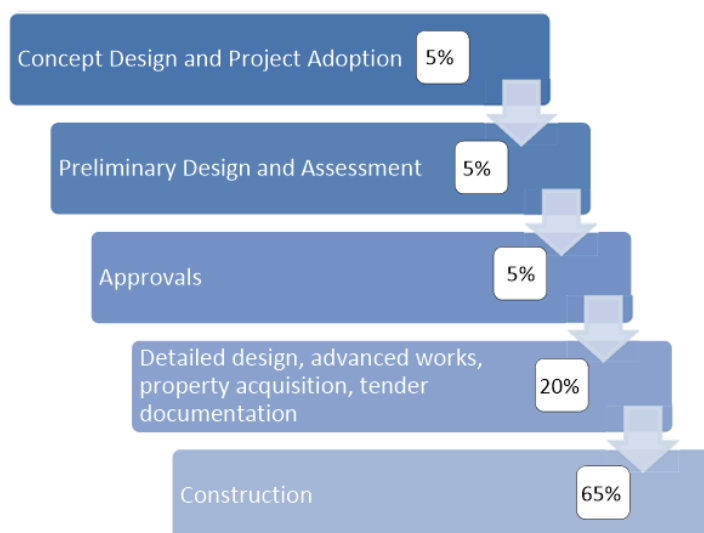 Concept Design and Project Adoption 5%
Preliminary Design and Assessment 5%
Approvals 5%
Detailed design, advanced works,
property acquisition, tender 20%
documentation
Construction 65%